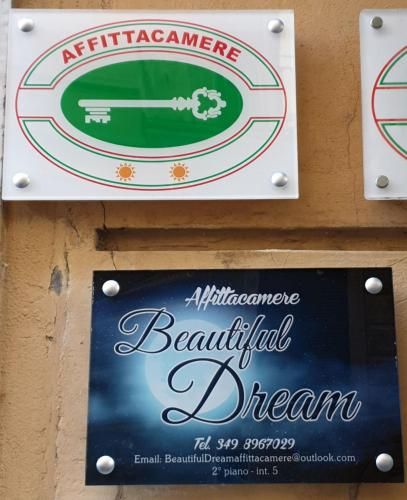 AFFITTACAMERE
Affittacamere
Beautiful
Dream
Tel. 349 8967029
Email: BeautifulDreamaffittacamere@outlook.com
2° piano - int. 5